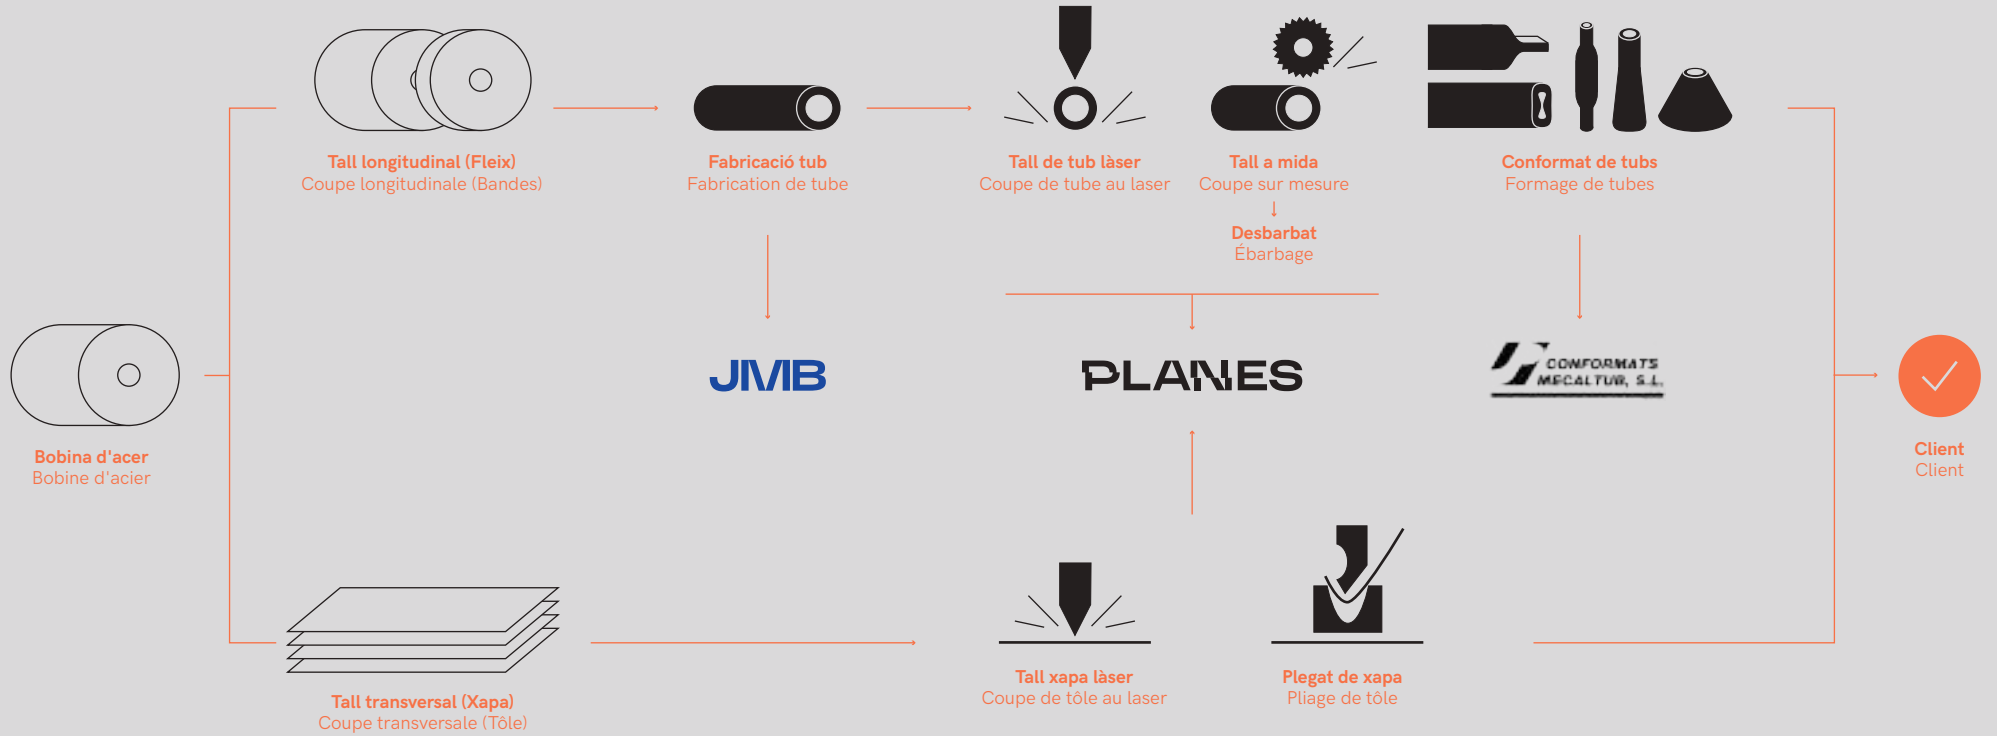 Tall longitudinal (Fleix)
Coupe longitudinale (Bandes)
Fabricació tub
Fabrication de tube
Tall de tub làser
Coupe de tube au laser
Tall a mida
Coupe sur mesure
Desbarbat
Ébarbage
Conformat de tubs
Formage de tubes
JMB
PLANES
CONFORMATS
MECALTUB, S.L.
Bobina d'acer
Bobine d'acier
Client
Client
Tall transversal (Xapa)
Coupe transversale (Tôle)
Tall xapa làser
Coupe de tôle au laser
Plegat de xapa
Pliage de tôle